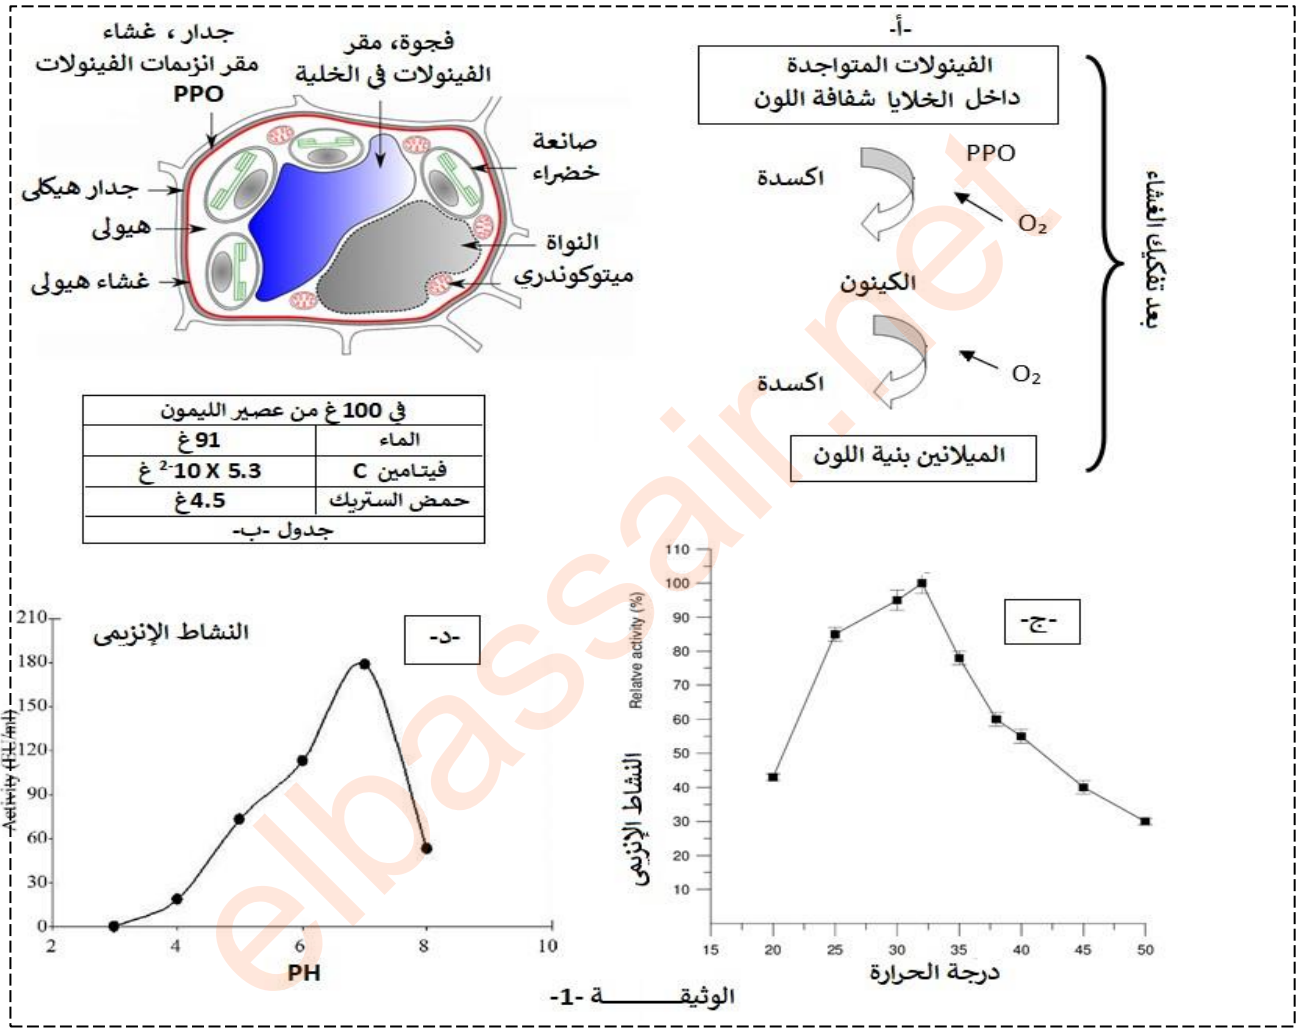 -أ-
الفينولات المتواجدة
داخل الخلايا شفافة اللون
PPO
اكسدة
O₂
الكينون
O₂
اكسدة
الميلانين بنية اللون
بعد تفكيك الغشاء
جدار ، غشاء
مقر انزيمات الفينولات
PPO
فجوة، مقر
الفينولات في الخلية
صانعة
خضراء
جدار هيكلي
هيولى
النواة
ميتوكوندري
غشاء هيولى
في 100 غ من عصير الليمون
الماء 91 غ
فيتامين C 5.3 X 10⁻² غ
حمض الستريك 4.5غ
جدول -ب-
-ج-
Relatve activity (%)
النشاط الإنزيمي
110
100
90
80
70
60
50
40
30
20
10
15 20 25 30 35 40 45 50
درجة الحرارة
-د-
النشاط الإنزيمي
Activity (EU/ml)
210
180
150
120
90
60
30
0
2 4 6 8 10
PH
الوثيقـــــــة -1-
elbassair.net